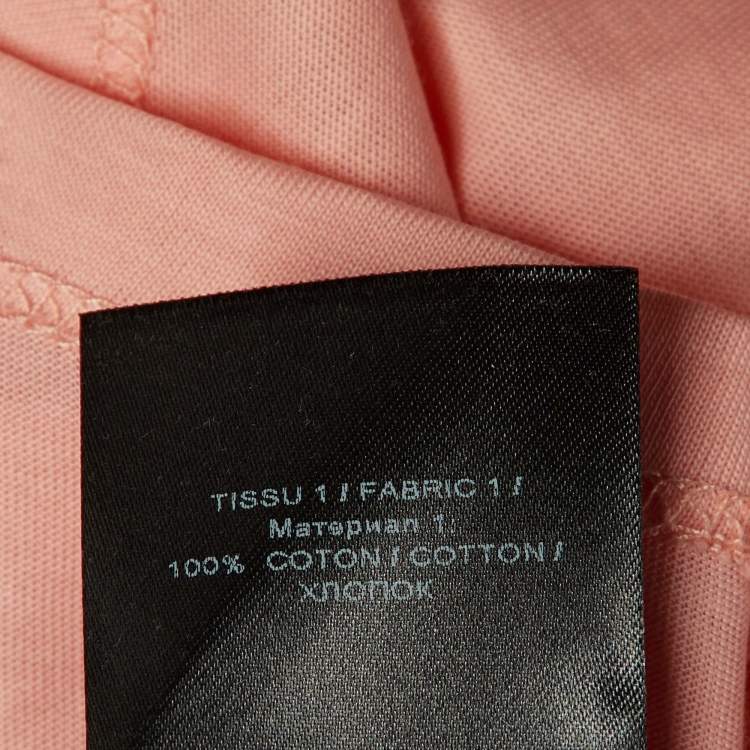 TISSU 1 / FABRIC 1 /
Материал 1:
100% COTON / COTTON /
ХЛОПОК